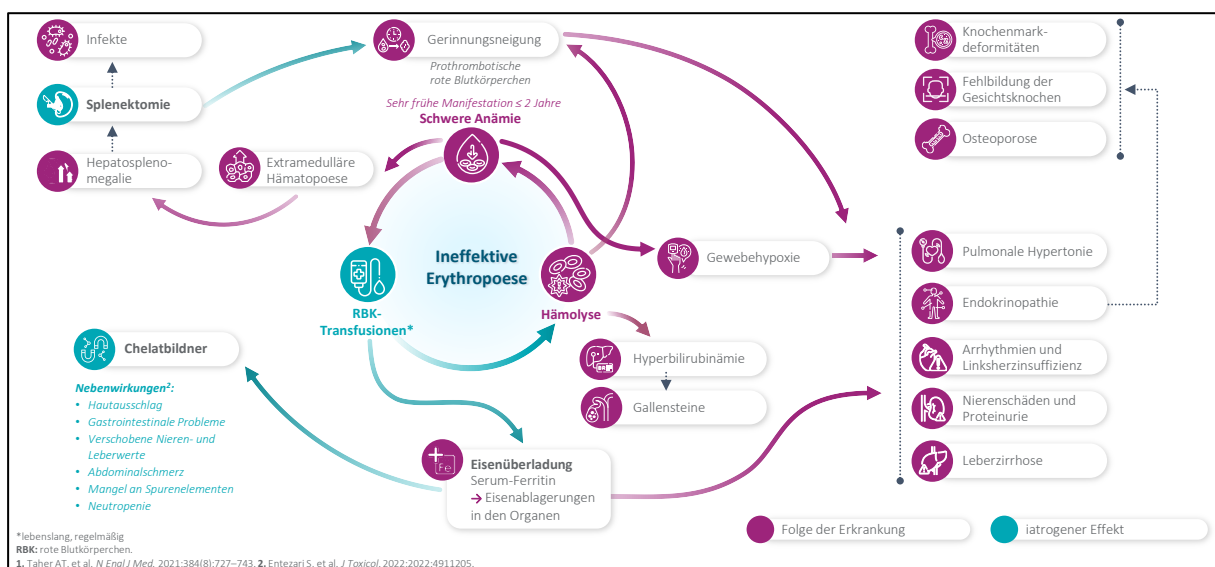 Infekte
Splenektomie
Hepatospleno-
megalie
Extramedulläre
Hämatopoese
Gerinnungsneigung
Prothrombotische
rote Blutkörperchen
Sehr frühe Manifestation ≤ 2 Jahre
Schwere Anämie
Ineffektive
Erythropoese
RBK-
Transfusionen*
Hämolyse
Gewebehypoxie
Hyperbilirubinämie
Gallensteine
Knochenmark-
deformitäten
Fehlbildung der
Gesichtsknochen
Osteoporose
Pulmonale Hypertonie
Endokrinopathie
Arrhythmien und
Linksherzinsuffizienz
Nierenschäden und
Proteinurie
Leberzirrhose
Chelatbildner
Nebenwirkungen²:
• Hautausschlag
• Gastrointestinale Probleme
• Verschobene Nieren- und
Leberwerte
• Abdominalschmerz
• Mangel an Spurenelementen
• Neutropenie
Fe
Eisenüberladung
Serum-Ferritin
→ Eisenablagerungen
in den Organen
Folge der Erkrankung
iatrogener Effekt
*lebenslang, regelmäßig
RBK: rote Blutkörperchen.
1. Taher AT, et al. N Engl J Med. 2021;384(8):727–743. 2. Entezari S, et al. J Toxicol. 2022;2022:4911205.